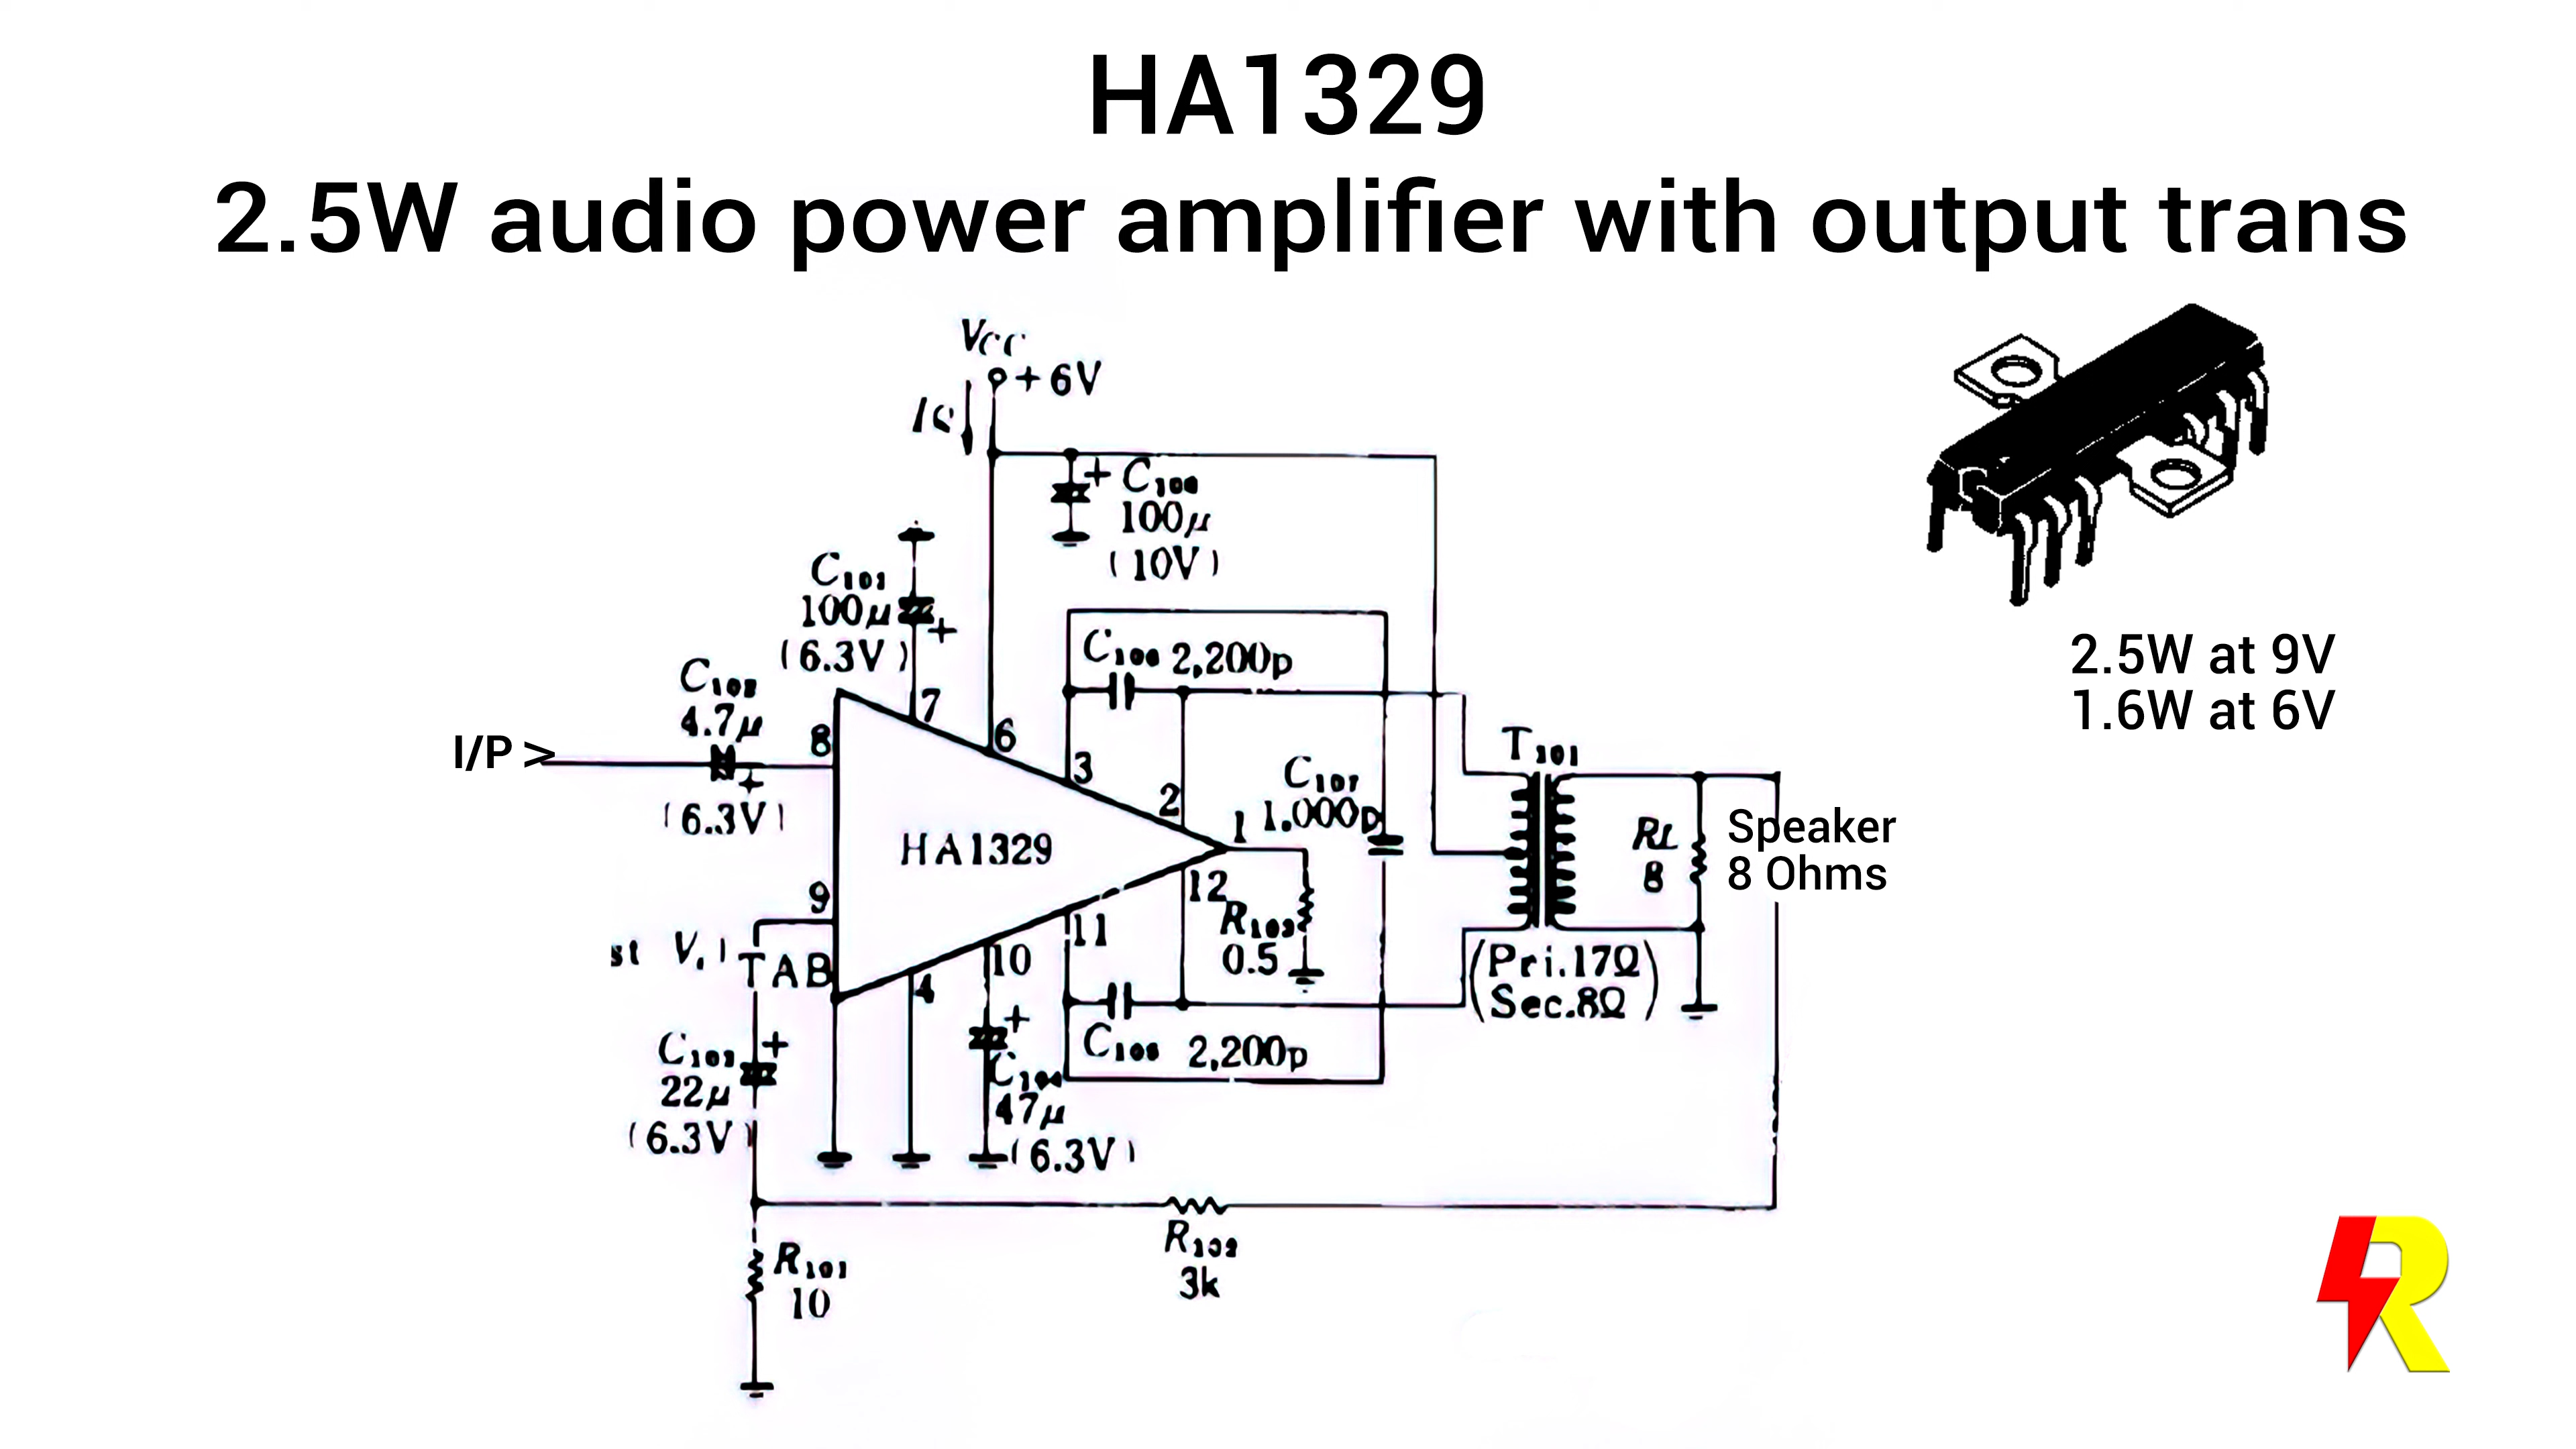 HA1329
2.5W audio power amplifier with output trans
Vcc
+6V
+
100μ
(10V)
C101
100μ
+
(6.3V)
2,200p
C102
4.7μ
I/P >
+
(6.3V)
8
7
6
3
2
1
T101
C107
1.000p
HA1329
RL
8
Speaker
8 Ohms
9
12
R103
0.5
11
10
4
TAB
(Pri.17Ω)
(Sec.8Ω)
+
C103
+
22μ
(6.3V)
C104
47μ
(6.3V)
2,200p
R102
3k
R101
10
2.5W at 9V
1.6W at 6V
R